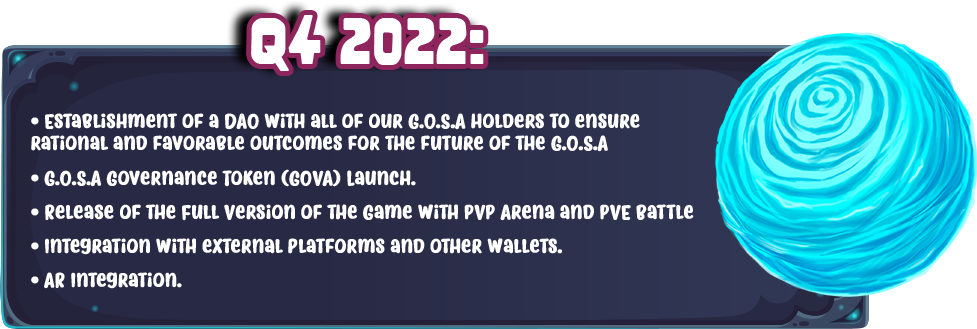 Q4 2022:
• Establishment of a DAO with all of our G.O.S.A holders to ensure
rational and favorable outcomes for the future of the G.O.S.A
• G.O.S.A Governance Token (GOVA) launch.
• Release of the full version of the Game with PVP Arena and PVE Battle
• Integration with external platforms and other wallets.
• AR Integration.